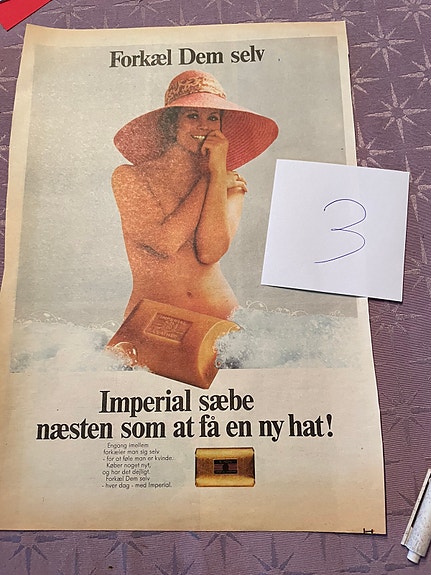 Forkæl Dem selv
3
Imperial sæbe
næsten som at få en ny hat!
Engang imellem
forkæler man sig selv
- for at føle man er kvinde.
Køber noget nyt,
og har det dejligt.
Forkæl Dem selv
- hver dag - med Imperial.